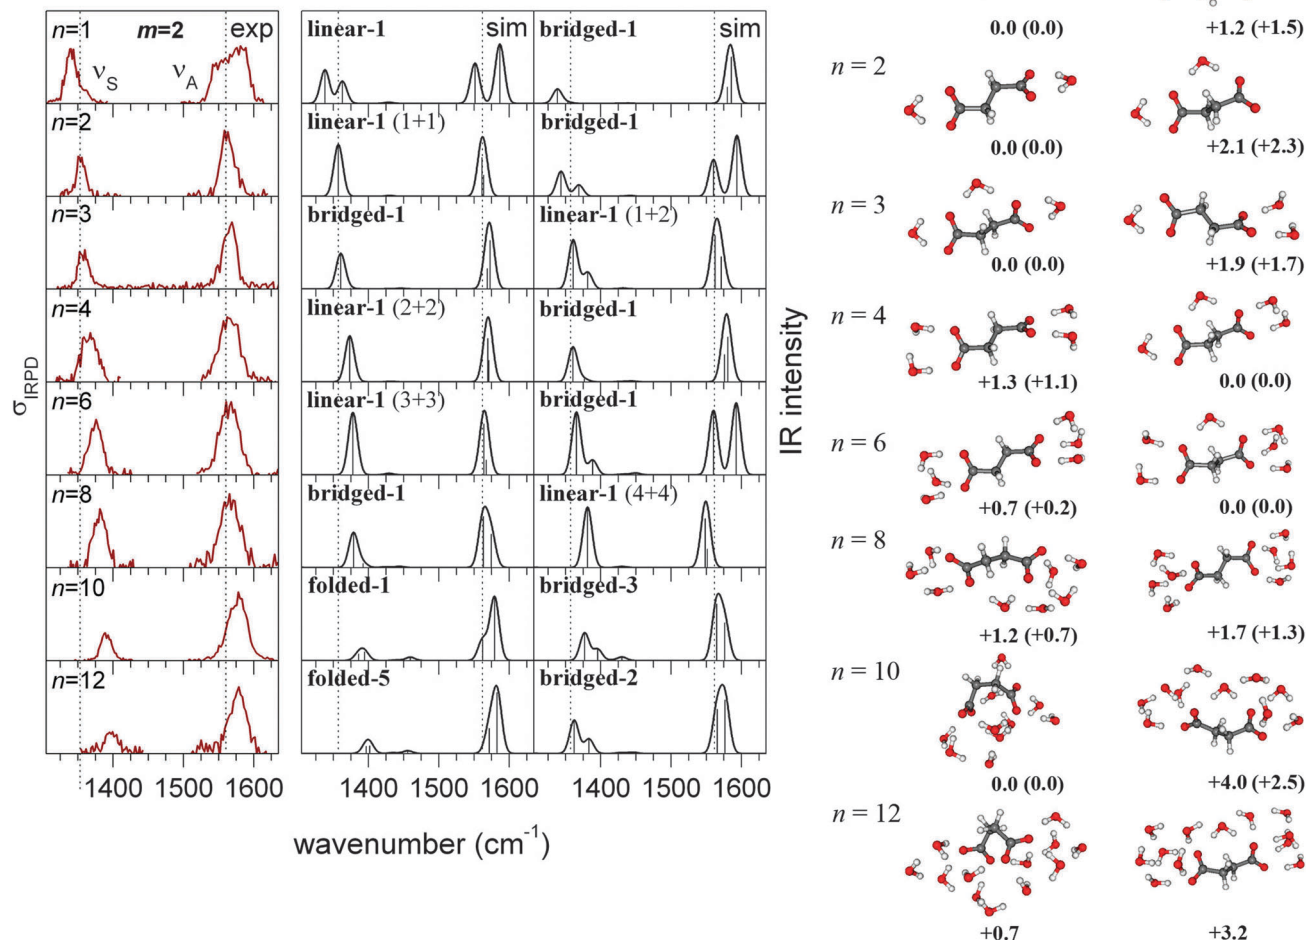 n=1 m=2 exp
νS νA
n=2
n=3
n=4
n=6
n=8
n=10
n=12
1400 1500 1600
σIRPD
linear-1 sim
linear-1 (1+1)
bridged-1
linear-1 (2+2)
linear-1 (3+3)
bridged-1
folded-1
folded-5
1400 1500 1600
bridged-1 sim
bridged-1
linear-1 (1+2)
bridged-1
bridged-1
linear-1 (4+4)
bridged-3
bridged-2
1400 1500 1600
wavenumber (cm-1)
IR intensity
0.0 (0.0) +1.2 (+1.5)
n = 2
0.0 (0.0) +2.1 (+2.3)
n = 3
0.0 (0.0) +1.9 (+1.7)
n = 4
+1.3 (+1.1) 0.0 (0.0)
n = 6
+0.7 (+0.2) 0.0 (0.0)
n = 8
+1.2 (+0.7) +1.7 (+1.3)
n = 10
0.0 (0.0) +4.0 (+2.5)
n = 12
+0.7 +3.2